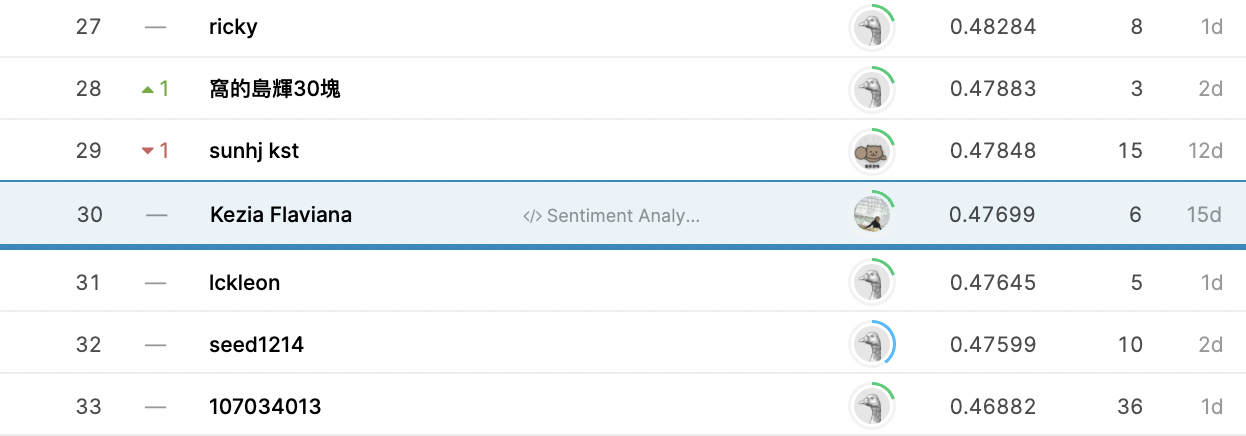 27 — ricky 0.48284 8 1d
28 ▲ 1 窩的島輝30塊 0.47883 3 2d
29 ▼ 1 sunhj kst 0.47848 15 12d
30 — Kezia Flaviana </> Sentiment Analy... 0.47699 6 15d
31 — lckleon 0.47645 5 1d
32 — seed1214 0.47599 10 2d
33 — 107034013 0.46882 36 1d